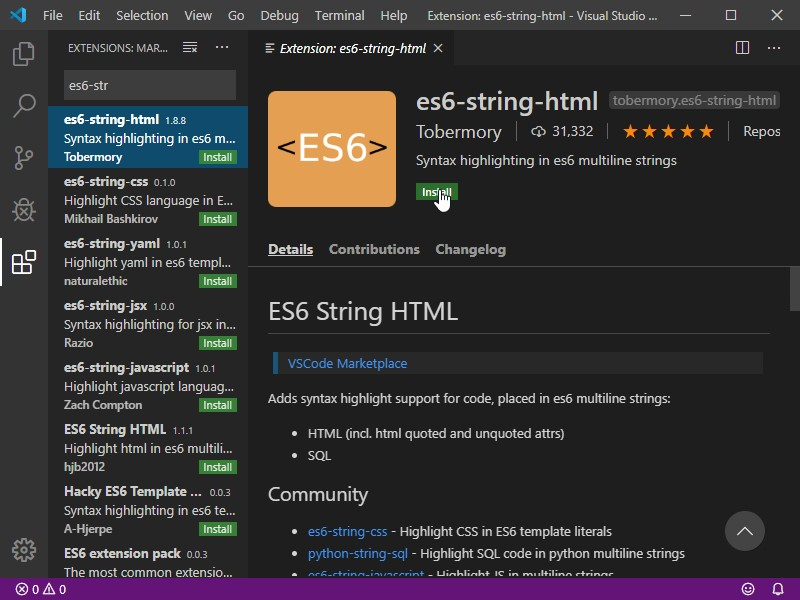 File Edit Selection View Go Debug Terminal Help Extension: es6-string-html - Visual Studio ...
EXTENSIONS: MAR...
es6-str
es6-string-html 1.8.8
Syntax highlighting in es6 m...
Tobermory Install
es6-string-css 0.1.0
Highlight CSS language in E...
Mikhail Bashkirov Install
es6-string-yaml 1.0.1
Highlight yaml in es6 templ...
naturalethic Install
es6-string-jsx 1.0.0
Syntax highlighting for jsx in...
Razio Install
es6-string-javascript 1.0.1
Highlight javascript languag...
Zach Compton Install
ES6 String HTML 1.1.1
Highlight html in es6 multili...
hjb2012 Install
Hacky ES6 Template ... 0.0.3
Syntax highlighting in es6 te...
A-Hjerpe Install
ES6 extension pack 0.0.3
The most common extensio...
Extension: es6-string-html
<ES6>
es6-string-html tobermory.es6-string-html
Tobermory 31,332 Repos
Syntax highlighting in es6 multiline strings
Install
Details Contributions Changelog
ES6 String HTML
VSCode Marketplace
Adds syntax highlight support for code, placed in es6 multiline strings:
• HTML (incl. html quoted and unquoted attrs)
• SQL
Community
• es6-string-css - Highlight CSS in ES6 template literals
• python-string-sql - Highlight SQL code in python multiline strings
• es6-string-javascript - Highlight JS in multiline strings
0 0